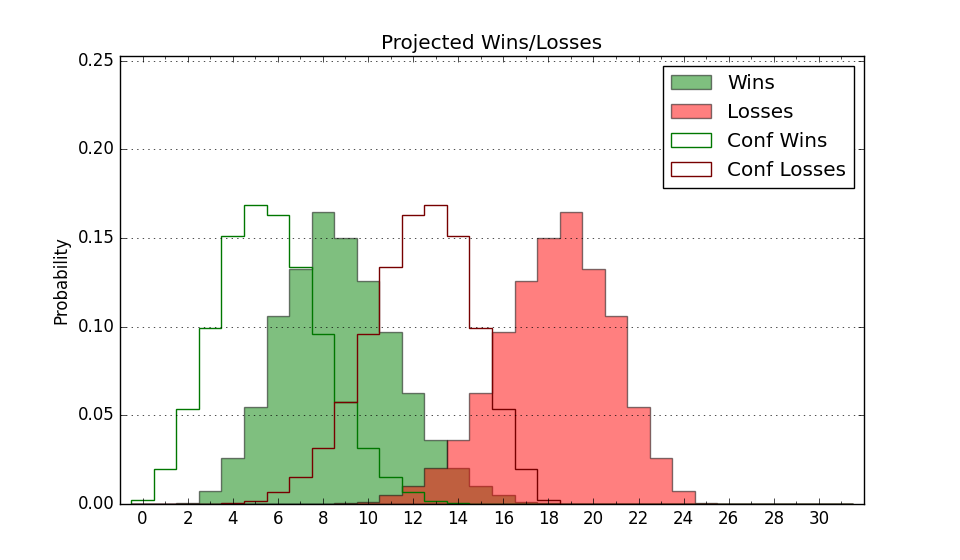 Projected Wins/Losses
0.25
0.20
0.15
0.10
0.05
0.00
Probability
Wins
Losses
Conf Wins
Conf Losses
0 2 4 6 8 10 12 14 16 18 20 22 24 26 28 30